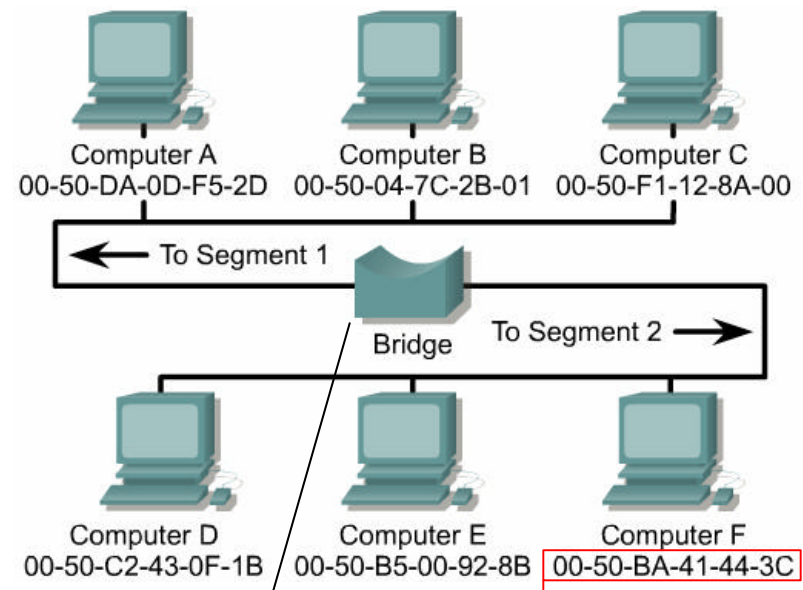 Computer A
00-50-DA-0D-F5-2D
Computer B
00-50-04-7C-2B-01
Computer C
00-50-F1-12-8A-00
To Segment 1
Bridge
To Segment 2
Computer D
00-50-C2-43-0F-1B
Computer E
00-50-B5-00-92-8B
Computer F
00-50-BA-41-44-3C